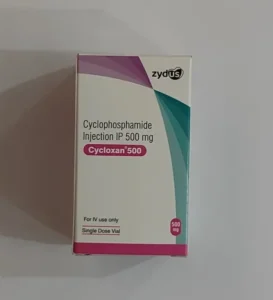 zydus
Cyclophosphamide
Injection IP 500 mg
Cycloxan® 500
For IV use only
Single Dose Vial
500
mg